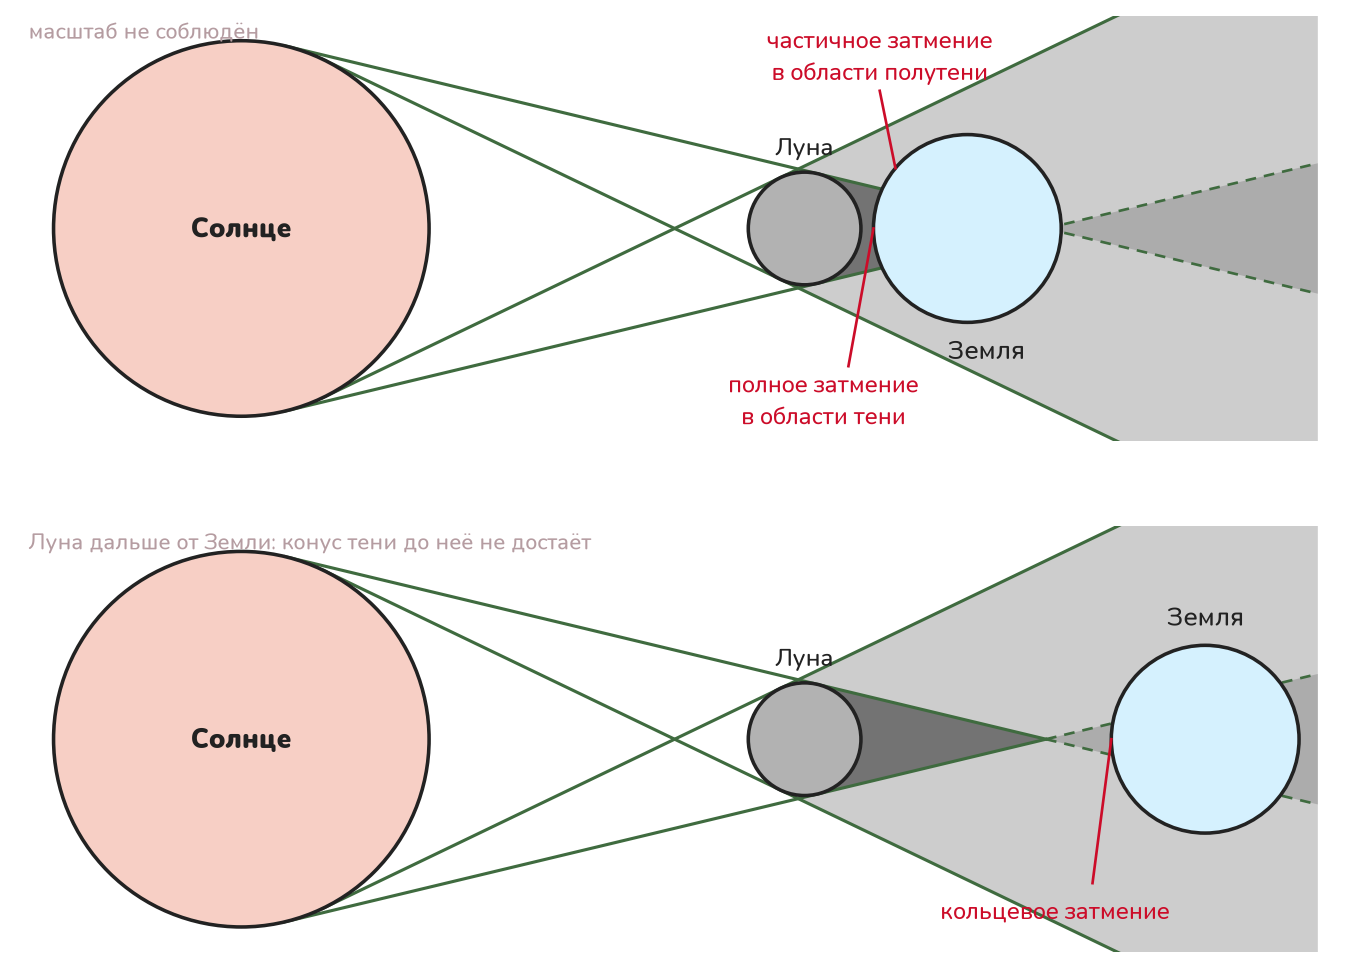 масштаб не соблюдён
частичное затмение
в области полутени
Луна
Солнце
Земля
полное затмение
в области тени
Луна дальше от Земли: конус тени до неё не достаёт
Земля
Луна
Солнце
кольцевое затмение